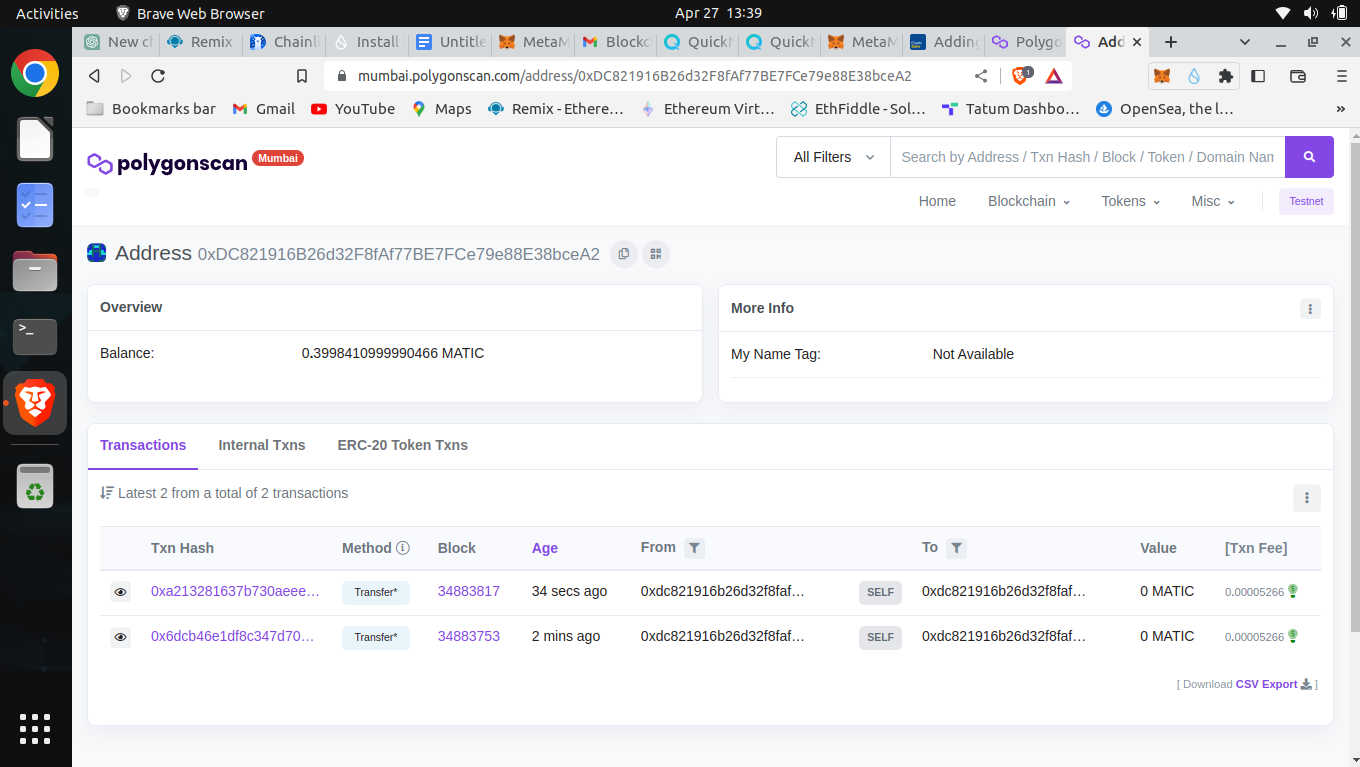 Activities Brave Web Browser Apr 27 13:39
New ch Remix Chainli Install Untitle MetaM Blockc QuickN QuickN MetaM Adding Polygo Add
mumbai.polygonscan.com/address/0xDC821916B26d32F8fAf77BE7FCe79e88E38bceA2 1
Bookmarks bar Gmail YouTube Maps Remix - Ethere... Ethereum Virt... EthFiddle - Sol... Tatum Dashbo... OpenSea, the l... »
polygonscan Mumbai
All Filters Search by Address / Txn Hash / Block / Token / Domain Nam
Home Blockchain Tokens Misc Testnet
Address 0xDC821916B26d32F8fAf77BE7FCe79e88E38bceA2
Overview
Balance: 0.3998410999990466 MATIC
More Info
My Name Tag: Not Available
Transactions Internal Txns ERC-20 Token Txns
Latest 2 from a total of 2 transactions
Txn Hash Method Block Age From To Value [Txn Fee]
0xa213281637b730aeee... Transfer* 34883817 34 secs ago 0xdc821916b26d32f8faf... SELF 0xdc821916b26d32f8faf... 0 MATIC 0.00005266
0x6dcb46e1df8c347d70... Transfer* 34883753 2 mins ago 0xdc821916b26d32f8faf... SELF 0xdc821916b26d32f8faf... 0 MATIC 0.00005266
[ Download CSV Export ]